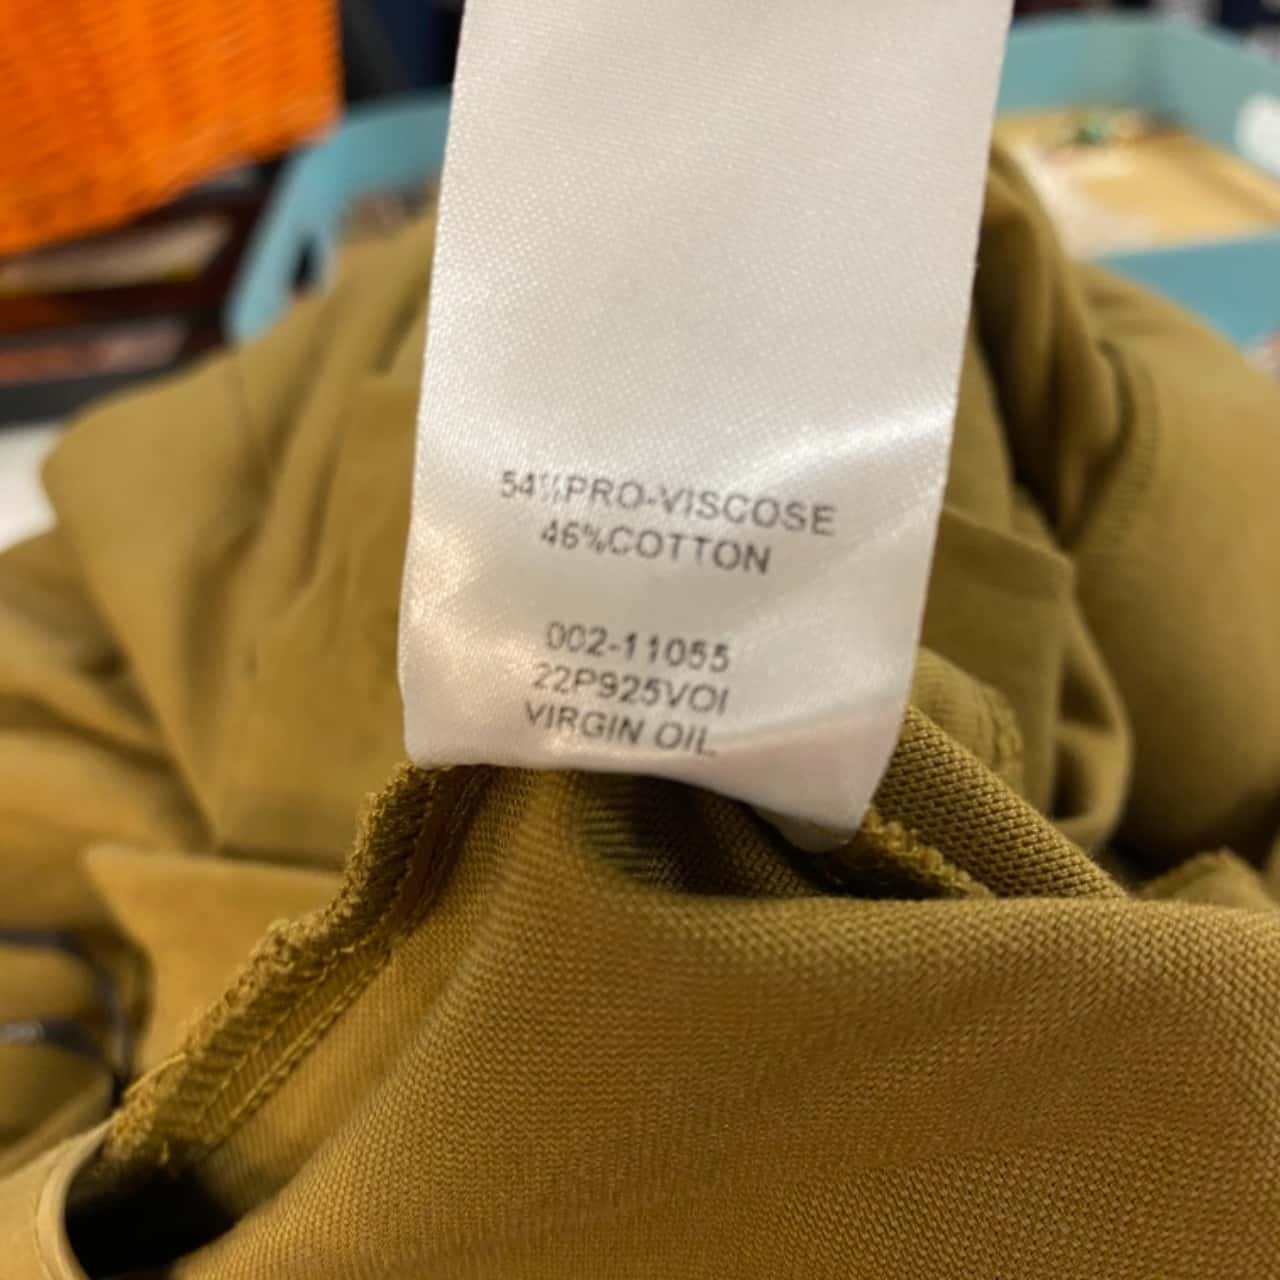 54%PRO-VISCOSE
46%COTTON
002-11055
22P925VOI
VIRGIN OIL